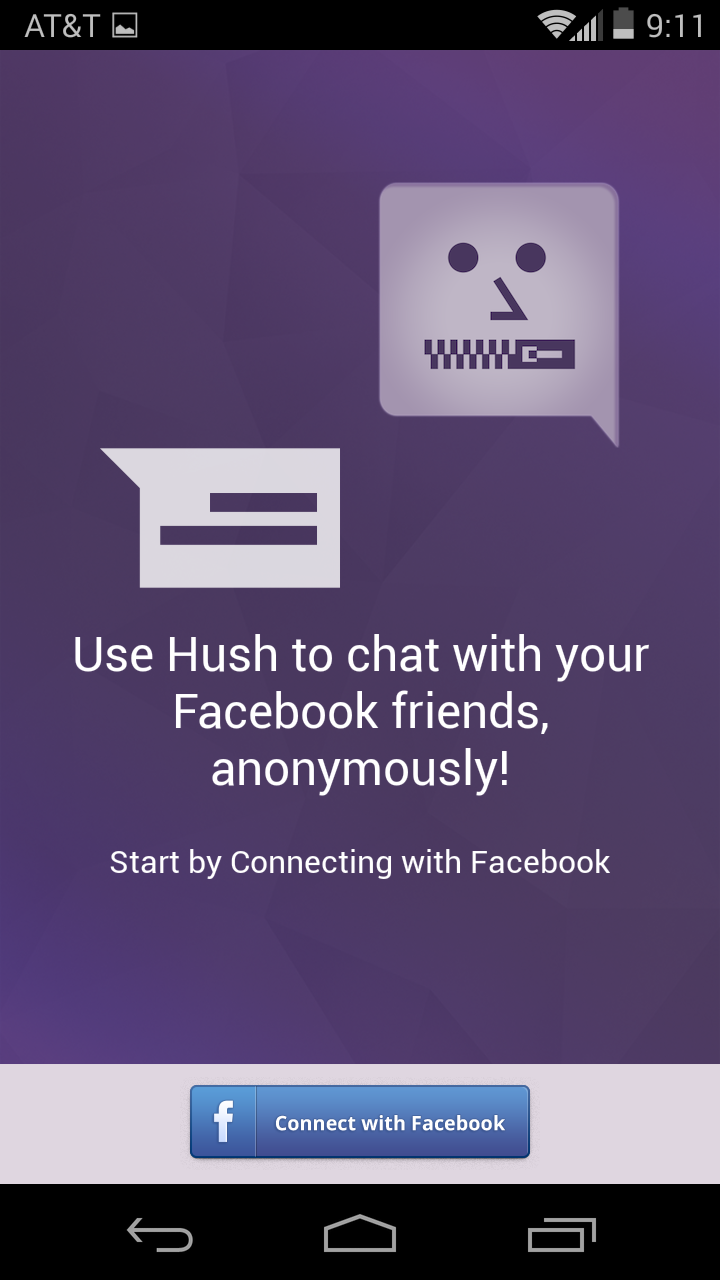 AT&T 9:11
Use Hush to chat with your
Facebook friends,
anonymously!
Start by Connecting with Facebook
f Connect with Facebook